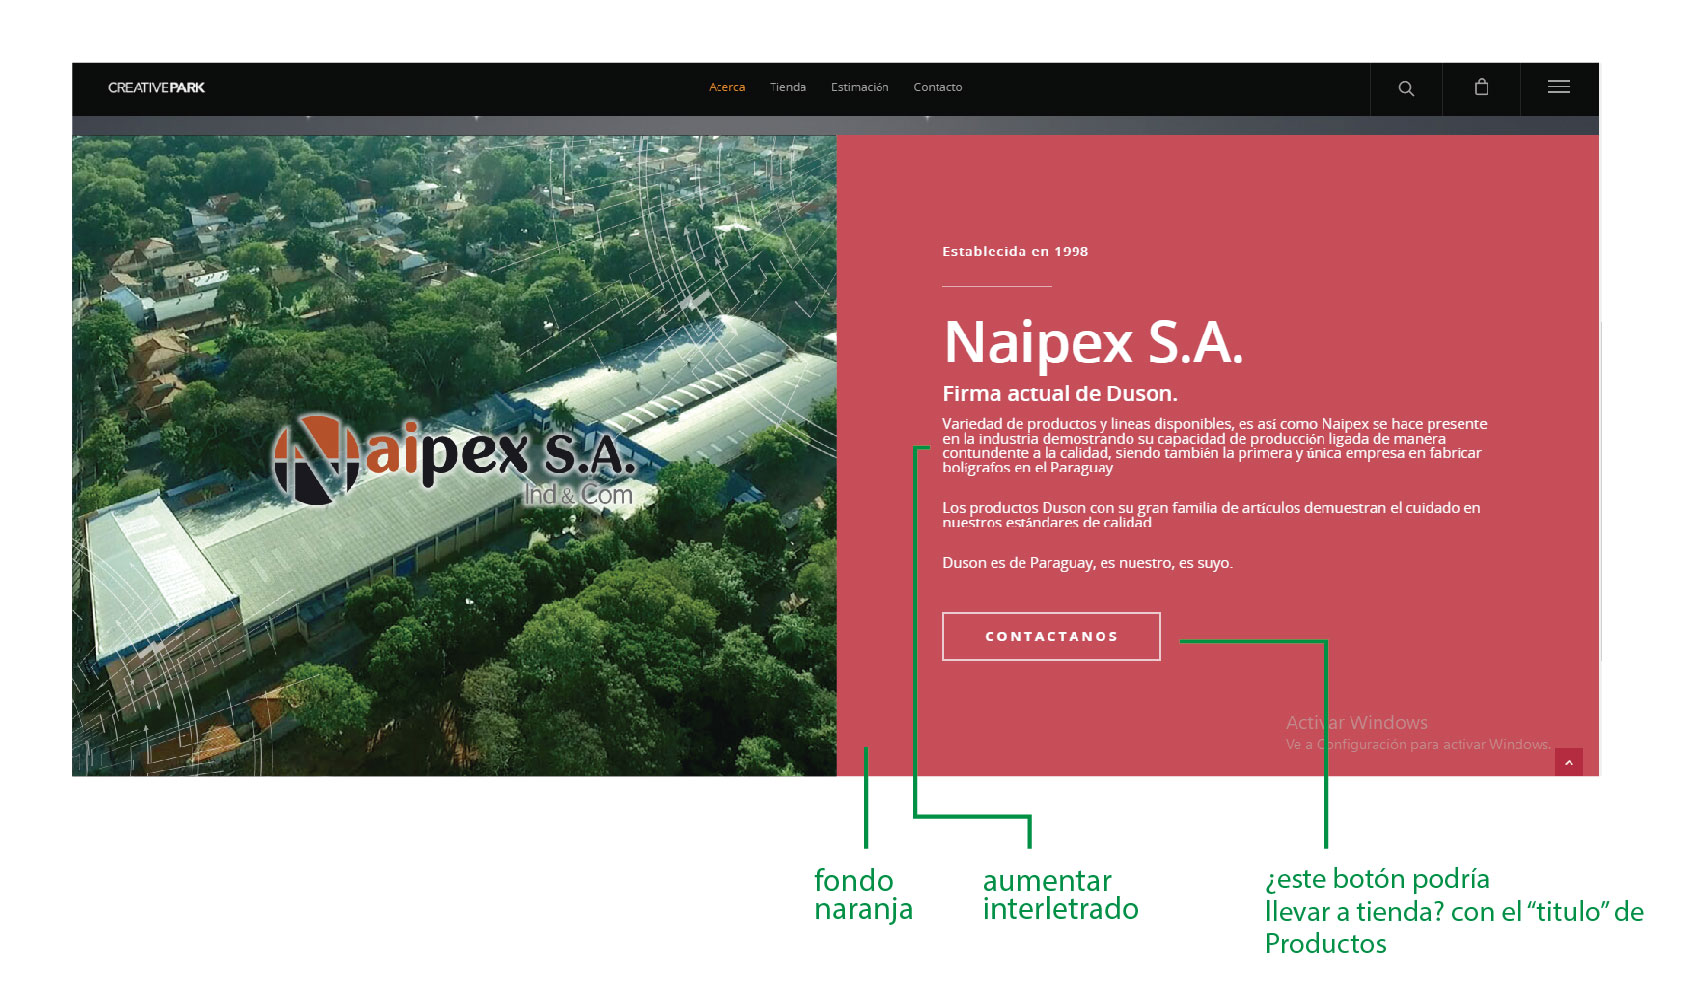 CREATIVEPARK
Acerca Tienda Estimación Contacto
Establecida en 1998
Naipex S.A.
Firma actual de Duson.
Variedad de productos y lineas disponibles, es así como Naipex se hace presente
en la industria demostrando su capacidad de producción ligada de manera
contundente a la calidad, siendo también la primera y única empresa en fabricar
bolígrafos en el Paraguay
Los productos Duson con su gran familia de artículos demuestran el cuidado en
nuestros estándares de calidad
Duson es de Paraguay, es nuestro, es suyo.
CONTACTANOS
Naipex S.A.
Ind & Com
Activar Windows
Ve a Configuración para activar Windows.
fondo
naranja
aumentar
interletrado
¿este botón podría
llevar a tienda? con el “titulo” de
Productos